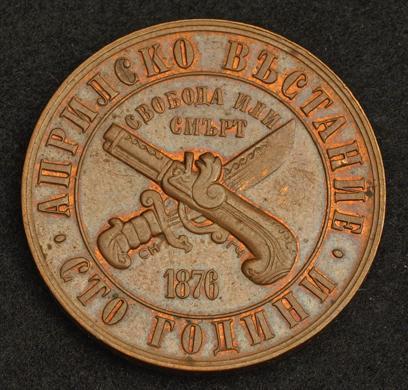 АПРИЛСКО ВЪСТАНИЕ
СТО ГОДИНИ
СВОБОДА ИЛИ
СМЪРТ
1876